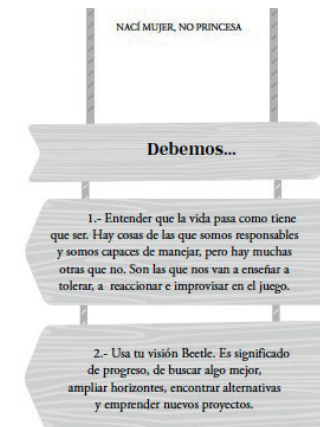 NACÍ MUJER, NO PRINCESA
Debemos...
1.- Entender que la vida pasa como tiene
que ser. Hay cosas de las que somos responsables
y somos capaces de manejar, pero hay muchas
otras que no. Son las que nos van a enseñar a
tolerar, a reaccionar e improvisar en el juego.
2.- Usa tu visión Beetle. Es significado
de progreso, de buscar algo mejor,
ampliar horizontes, encontrar alternativas
y emprender nuevos proyectos.